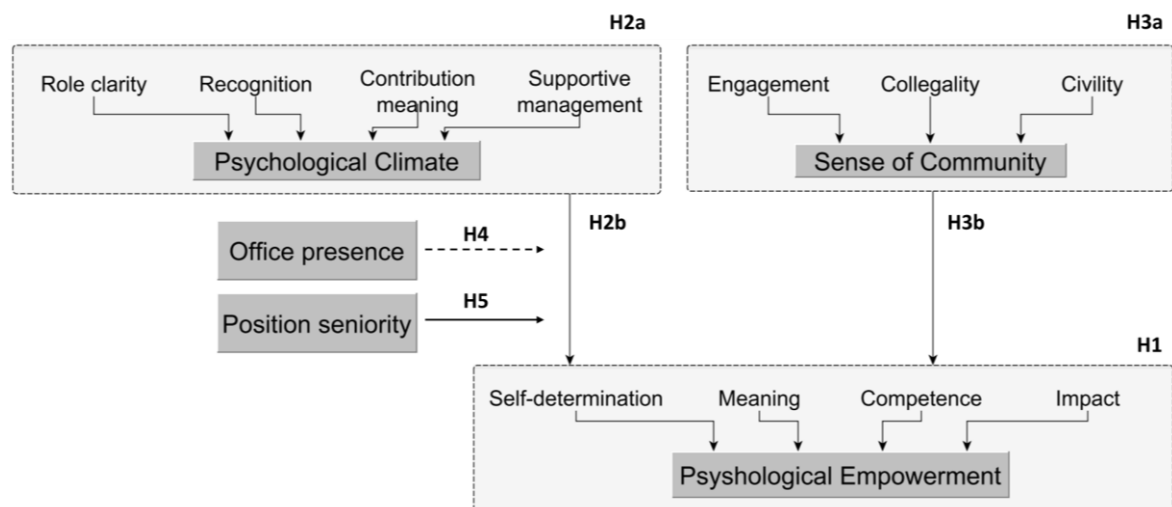 H2a
H3a
Role clarity
Recognition
Contribution
meaning
Supportive
management
Psychological Climate
Engagement
Collegality
Civility
Sense of Community
Office presence
H4
H2b
H3b
Position seniority
H5
H1
Self-determination
Meaning
Competence
Impact
Psyshological Empowerment